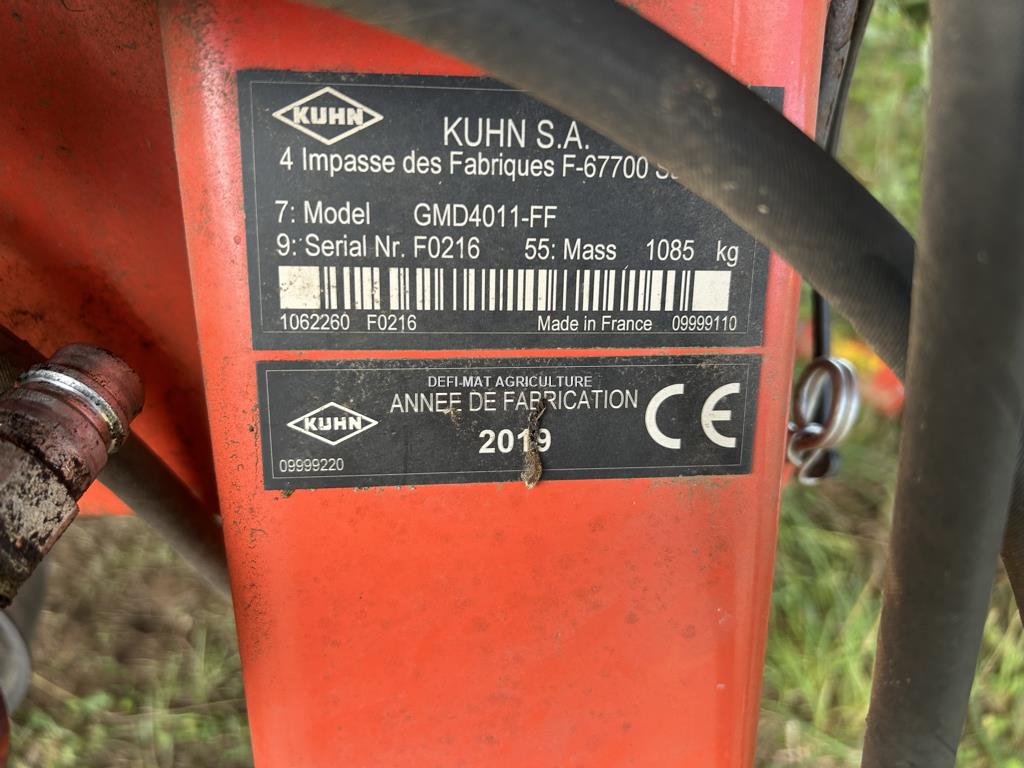 KUHN
KUHN S.A.
4 Impasse des Fabriques F-67700
7: Model GMD4011-FF
9: Serial Nr. F0216 55: Mass 1085 kg
1062260 F0216 Made in France 09999110
DEFI-MAT AGRICULTURE
ANNEE DE FABRICATION
KUHN
2019
CE
09999220